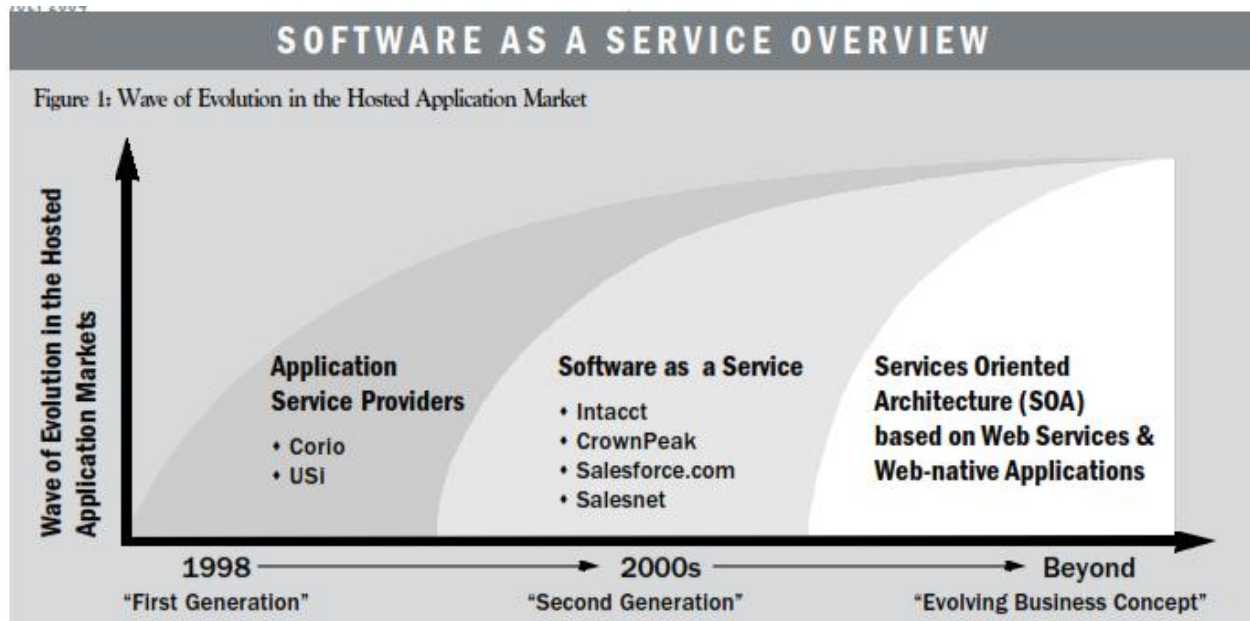 SOFTWARE AS A SERVICE OVERVIEW
Figure 1: Wave of Evolution in the Hosted Application Market
Wave of Evolution in the Hosted
Application Markets
Application
Service Providers
• Corio
• USi
Software as a Service
• Intacct
• CrownPeak
• Salesforce.com
• Salesnet
Services Oriented
Architecture (SOA)
based on Web Services &
Web-native Applications
1998
2000s
Beyond
"First Generation"
"Second Generation"
"Evolving Business Concept"